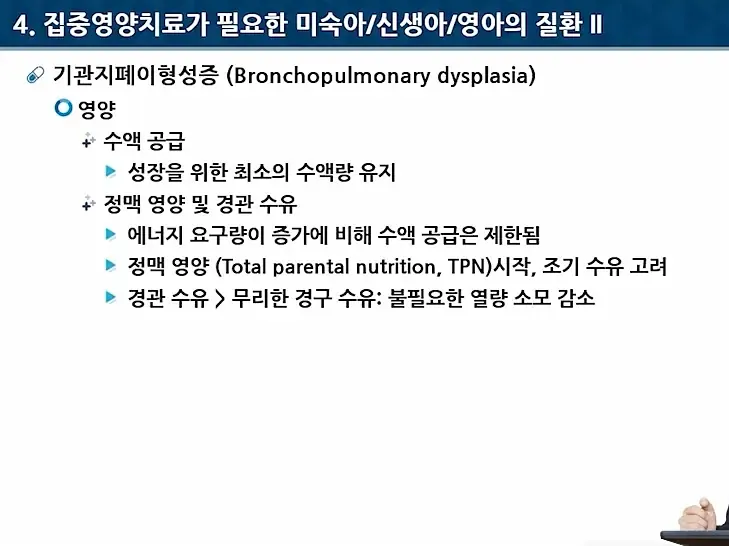 4. 집중영양치료가 필요한 미숙아/신생아/영아의 질환 II
기관지폐이형성증 (Bronchopulmonary dysplasia)
영양
수액 공급
성장을 위한 최소의 수액량 유지
정맥 영양 및 경관 수유
에너지 요구량이 증가에 비해 수액 공급은 제한됨
정맥 영양 (Total parental nutrition, TPN)시작, 조기 수유 고려
경관 수유 > 무리한 경구 수유: 불필요한 열량 소모 감소